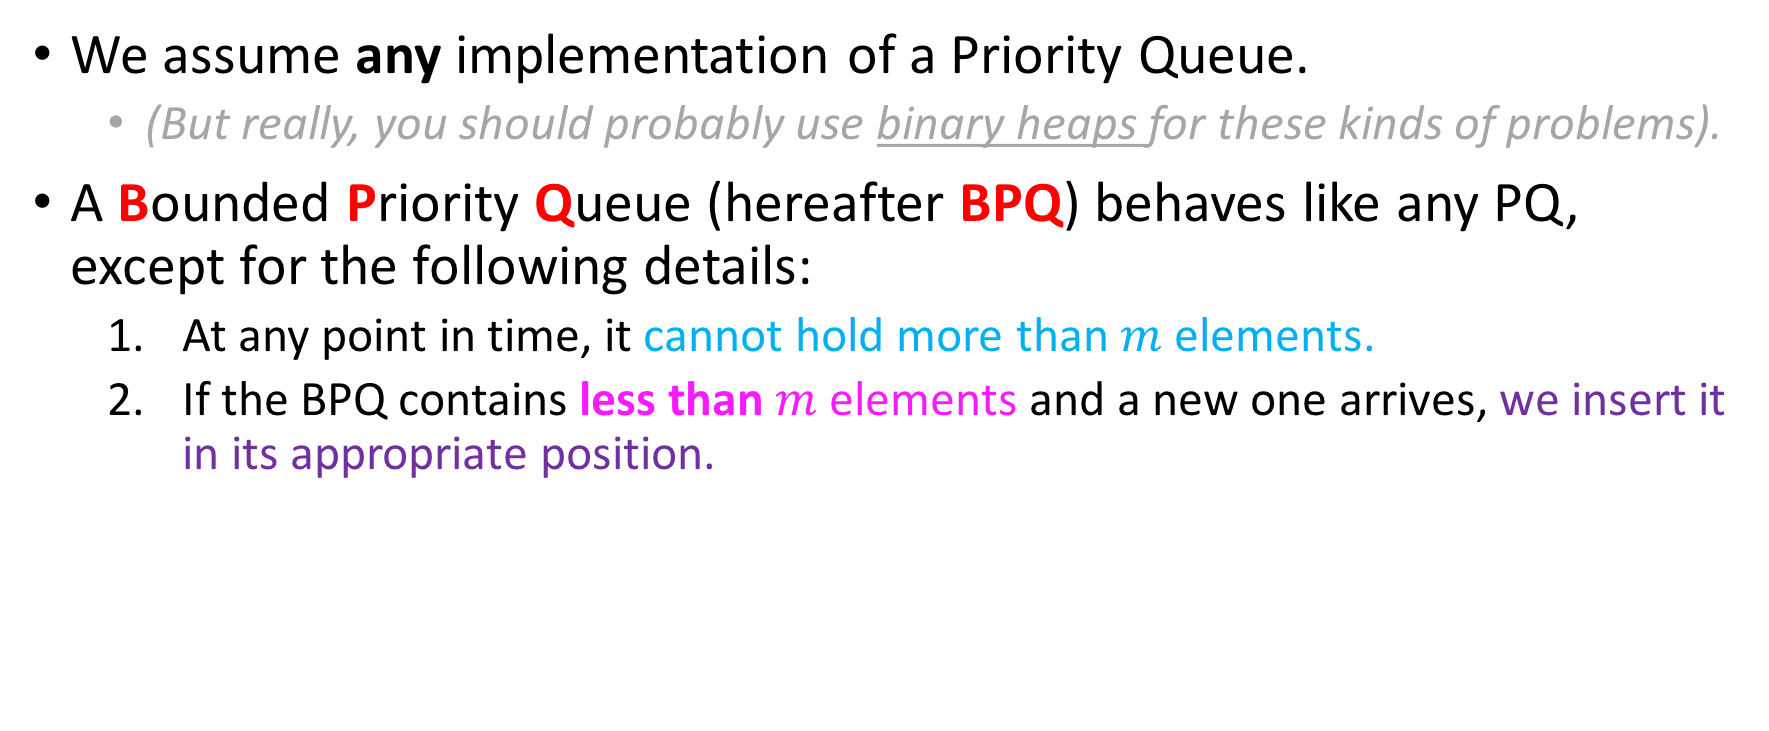 • We assume any implementation of a Priority Queue.
• (But really, you should probably use binary heaps for these kinds of problems).
• A Bounded Priority Queue (hereafter BPQ) behaves like any PQ,
except for the following details:
1. At any point in time, it cannot hold more than m elements.
2. If the BPQ contains less than m elements and a new one arrives, we insert it
in its appropriate position.